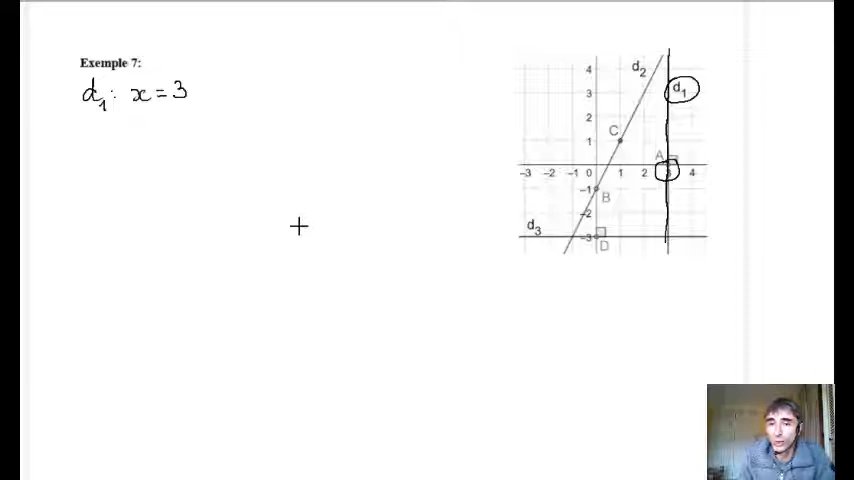 Exemple 7:
d₁: x = 3
d₂
d₁
4
3
2
1
C
A
-3 -2 -1 0 1 2 3 4
-1
B
-2
d₃
-3
D